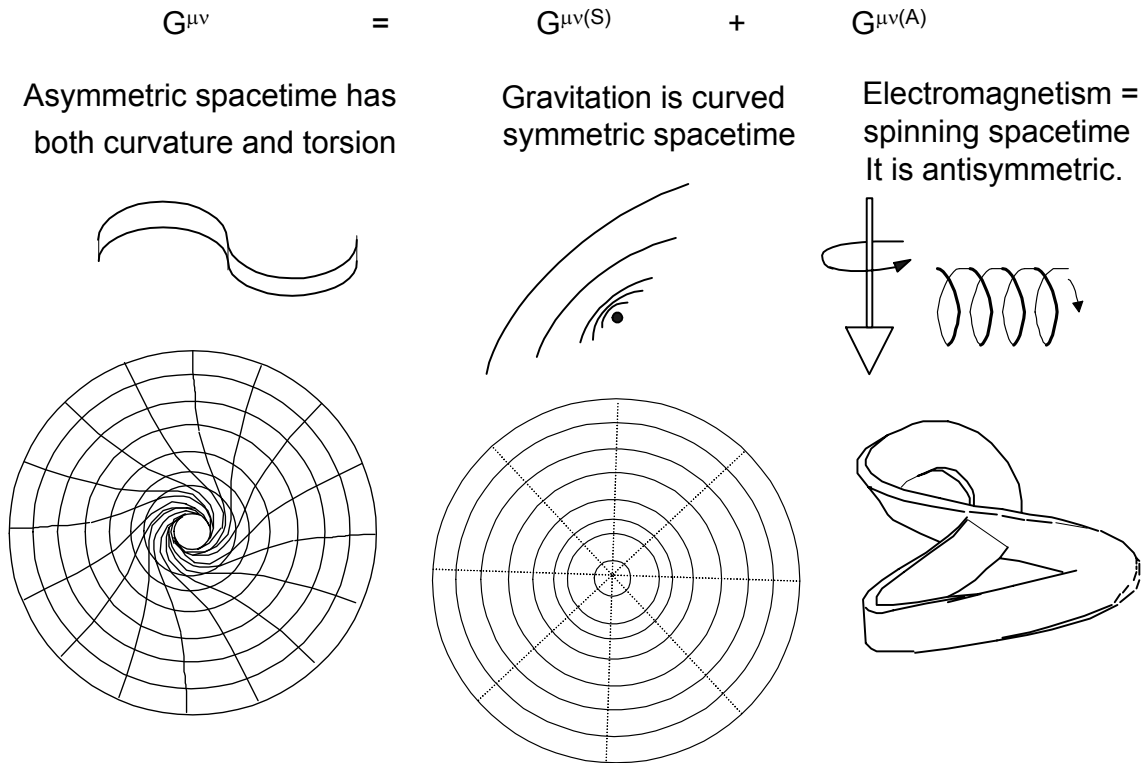 Gμν = Gμν(S) + Gμν(A)
Asymmetric spacetime has
both curvature and torsion
Gravitation is curved
symmetric spacetime
Electromagnetism =
spinning spacetime
It is antisymmetric.